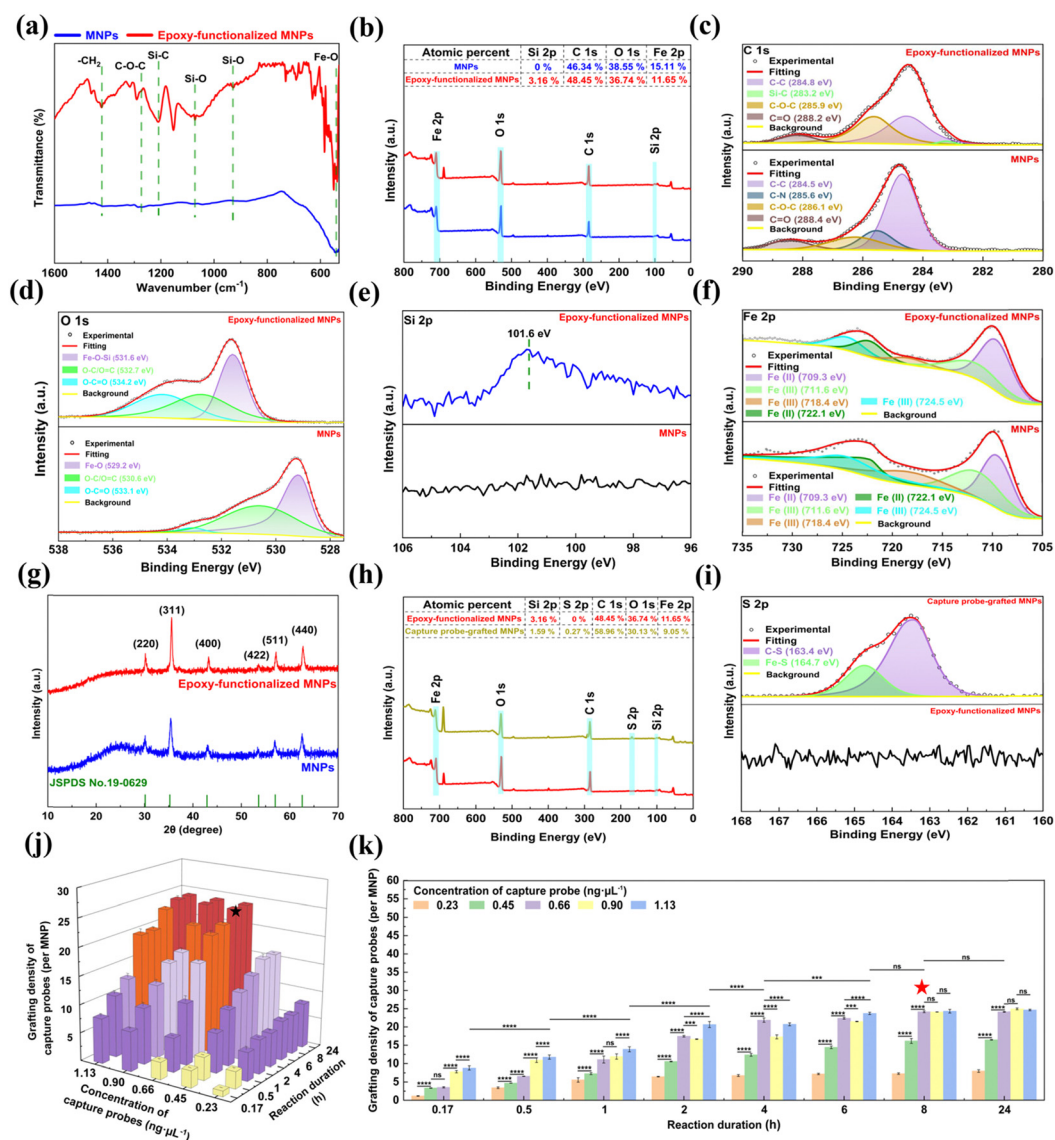 (a)
MNPs Epoxy-functionalized MNPs
-CH2
C-O-C
Si-C
Si-O
Si-O
Fe-O
Transmittance (%)
1600 1400 1200 1000 800 600
Wavenumber (cm-1)
(b)
Atomic percent Si 2p C 1s O 1s Fe 2p
MNPs 0 % 46.34 % 38.55 % 15.11 %
Epoxy-functionalized MNPs 3.16 % 48.45 % 36.74 % 11.65 %
Fe 2p
O 1s
C 1s
Si 2p
Intensity (a.u.)
800 700 600 500 400 300 200 100 0
Binding Energy (eV)
(c)
C 1s
Epoxy-functionalized MNPs
Experimental
Fitting
C-C (284.8 eV)
Si-C (283.2 eV)
C-O-C (285.9 eV)
C=O (288.2 eV)
Background
MNPs
Experimental
Fitting
C-C (284.5 eV)
C-N (285.6 eV)
C-O-C (286.1 eV)
C=O (288.4 eV)
Background
Intensity (a.u.)
290 288 286 284 282 280
Binding Energy (eV)
(d)
O 1s
Epoxy-functionalized MNPs
Experimental
Fitting
Fe-O-Si (531.6 eV)
O-C/O=C (532.7 eV)
O-C=O (534.2 eV)
Background
MNPs
Experimental
Fitting
Fe-O (529.2 eV)
O-C/O=C (530.6 eV)
O-C=O (533.1 eV)
Background
Intensity (a.u.)
538 536 534 532 530 528
Binding Energy (eV)
(e)
Si 2p
Epoxy-functionalized MNPs
101.6 eV
MNPs
Intensity (a.u.)
106 104 102 100 98 96
Binding Energy (eV)
(f)
Fe 2p
Epoxy-functionalized MNPs
Experimental
Fitting
Fe (II) (709.3 eV)
Fe (III) (711.6 eV)
Fe (III) (718.4 eV) Fe (III) (724.5 eV)
Fe (II) (722.1 eV) Background
MNPs
Experimental
Fitting
Fe (II) (709.3 eV) Fe (II) (722.1 eV)
Fe (III) (711.6 eV) Fe (III) (724.5 eV)
Fe (III) (718.4 eV) Background
Intensity (a.u.)
735 730 725 720 715 710 705
Binding Energy (eV)
(g)
(220)
(311)
(400)
(422)
(511)
(440)
Epoxy-functionalized MNPs
MNPs
JSPDS No.19-0629
Intensity (a.u.)
10 20 30 40 50 60 70
2θ (degree)
(h)
Atomic percent Si 2p S 2p C 1s O 1s Fe 2p
Epoxy-functionalized MNPs 3.16 % 0 % 48.45 % 36.74 % 11.65 %
Capture probe-grafted MNPs 1.59 % 0.27 % 58.96 % 30.13 % 9.05 %
Fe 2p
O 1s
C 1s
S 2p
Si 2p
Intensity (a.u.)
800 700 600 500 400 300 200 100 0
Binding Energy (eV)
(i)
S 2p
Capture probe-grafted MNPs
Experimental
Fitting
C-S (163.4 eV)
Fe-S (164.7 eV)
Background
Epoxy-functionalized MNPs
Intensity (a.u.)
168 167 166 165 164 163 162 161 160
Binding Energy (eV)
(j)
Grafting density of
capture probes (per MNP)
30
25
20
15
10
5
1.13 0.90 0.66 0.45 0.23
Concentration of
capture probes (ng·μL-1)
0.17 0.5 1 2 4 6 8 24
Reaction duration
(h)
(k)
Concentration of capture probe (ng·μL-1)
0.23 0.45 0.66 0.90 1.13
Grafting density of capture probes (per MNP)
60
55
50
45
40
35
30
25
20
15
10
5
0
**** **** **** **** *** ns ns
**** ns **** ****
**** **** **** ****
**** **** ns ****
**** **** *** ****
**** **** **** ****
**** **** **** ***
**** **** ns ns
**** **** ns ns
0.17 0.5 1 2 4 6 8 24
Reaction duration (h)